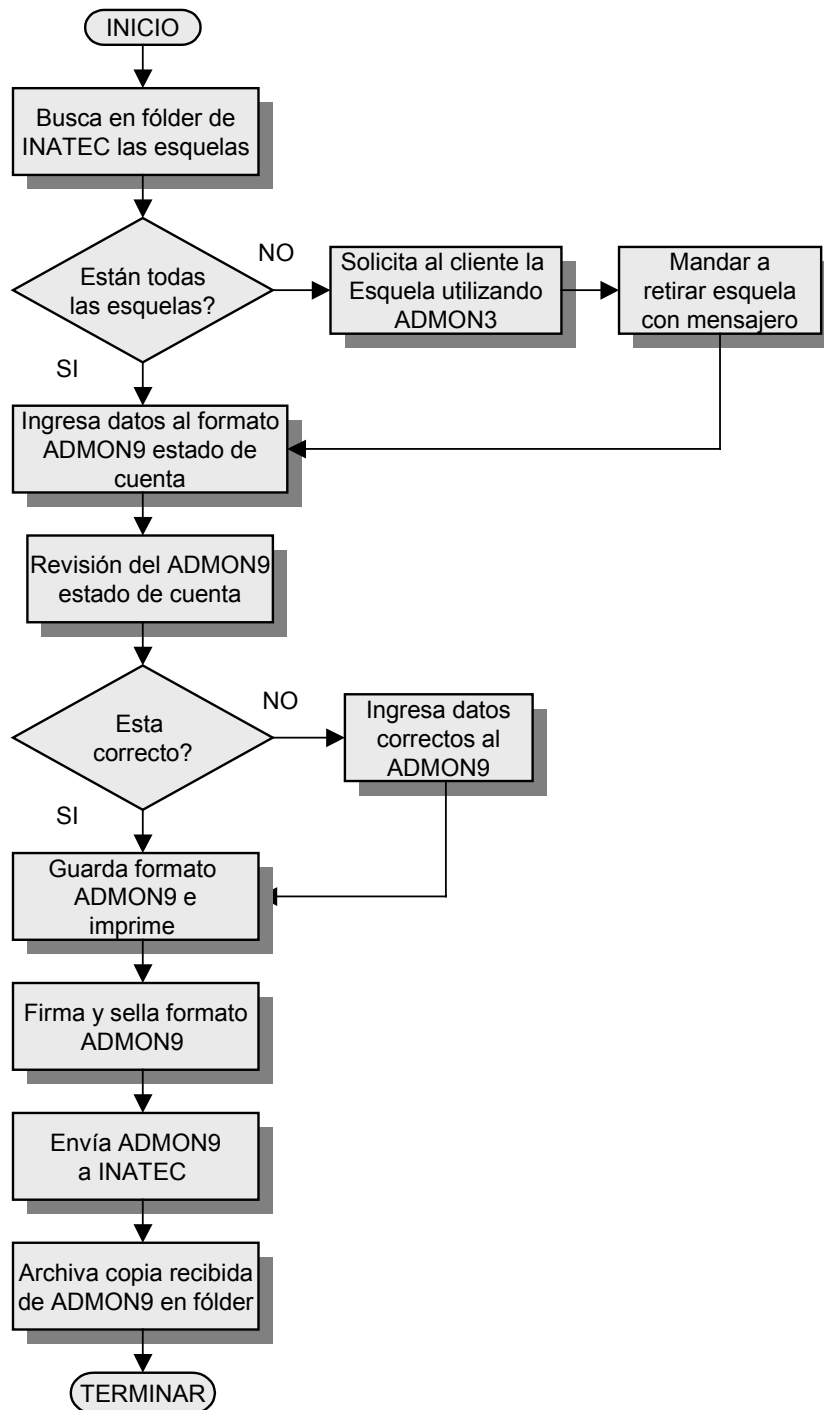 INICIO
Busca en fólder de
INATEC las esquelas
Están todas
las esquelas?
NO
Solicita al cliente la
Esquela utilizando
ADMON3
Mandar a
retirar esquela
con mensajero
SI
Ingresa datos al formato
ADMON9 estado de
cuenta
Revisión del ADMON9
estado de cuenta
Esta
correcto?
NO
Ingresa datos
correctos al
ADMON9
SI
Guarda formato
ADMON9 e
imprime
Firma y sella formato
ADMON9
Envía ADMON9
a INATEC
Archiva copia recibida
de ADMON9 en fólder
TERMINAR